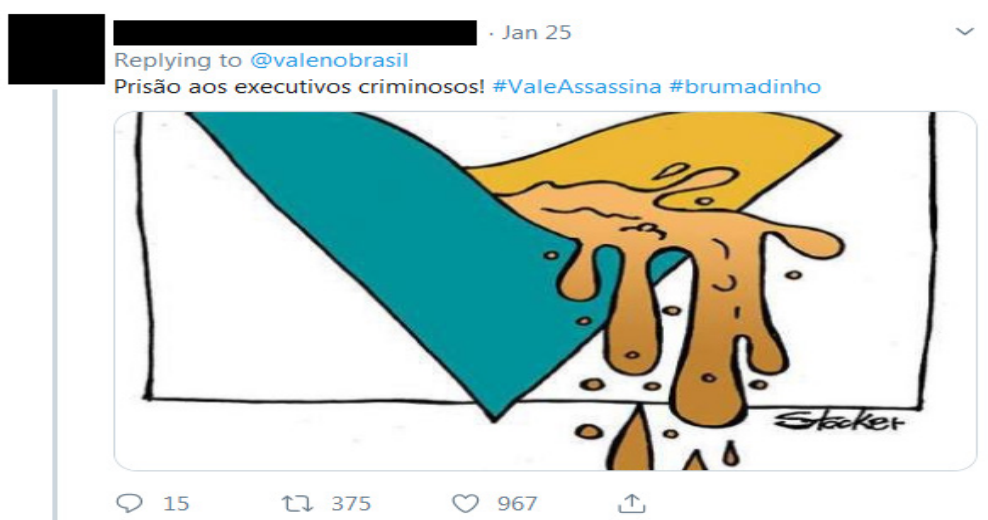 · Jan 25
Replying to @valenobrasil
Prisão aos executivos criminosos! #ValeAssassina #brumadinho
Stocker
15 375 967